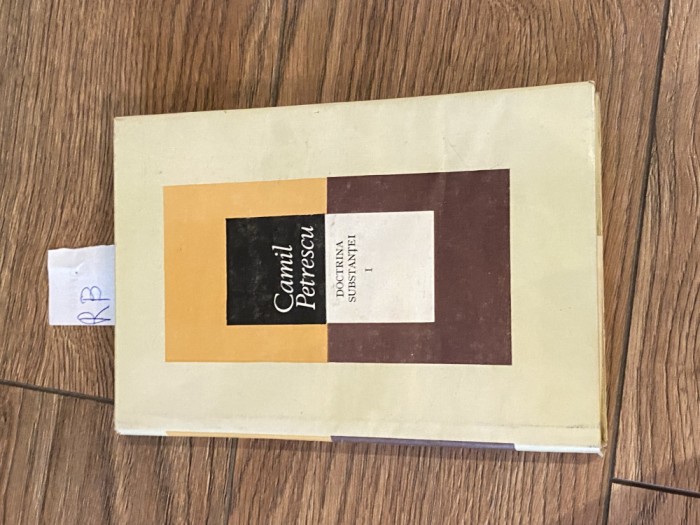 RB
Camil
Petrescu
DOCTRINA
SUBSTANȚEI
I